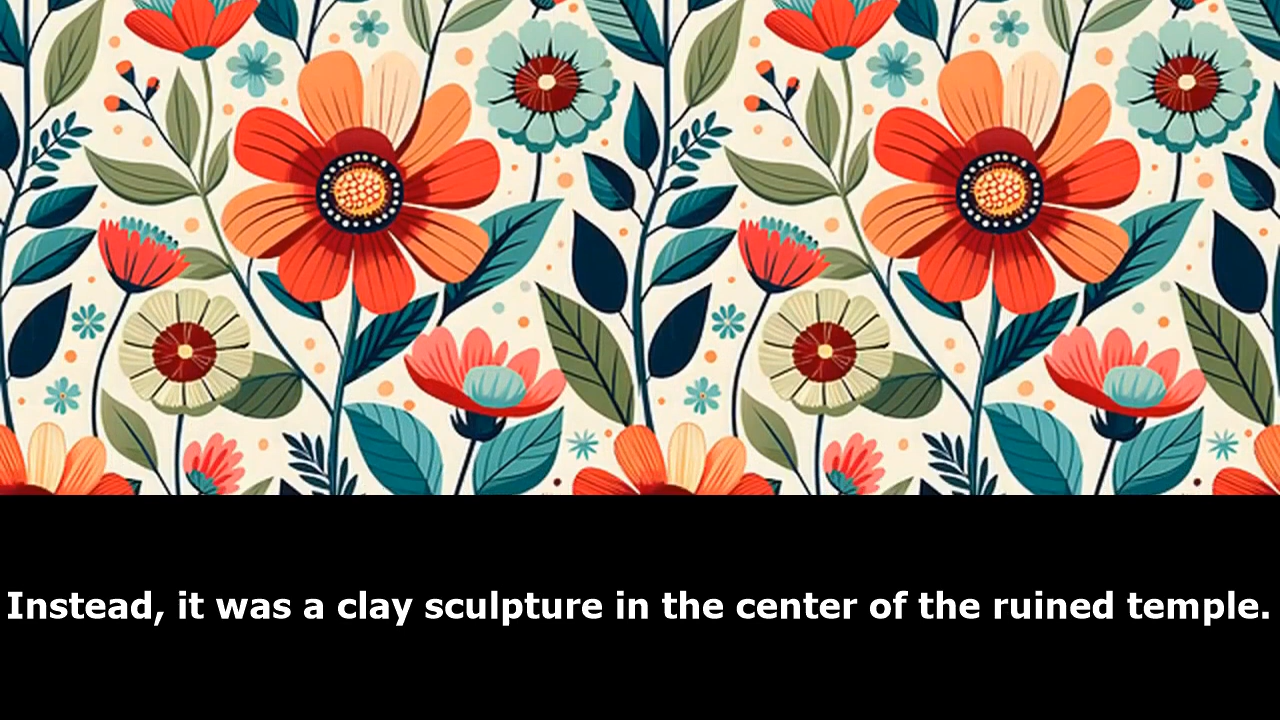 Instead, it was a clay sculpture in the center of the ruined temple.